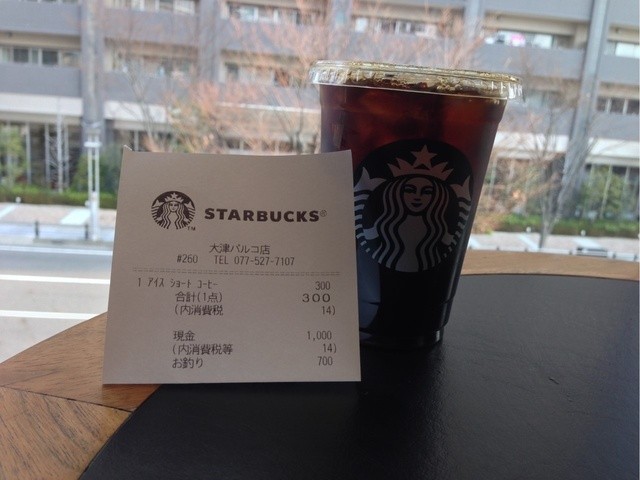 STARBUCKS®
TM
大津パルコ店
#260 TEL 077-527-7107
1 アイス ショート コーヒー 300
合計(1点) 300
(内消費税 14)
現金 1,000
(内消費税等 14)
お釣り 700